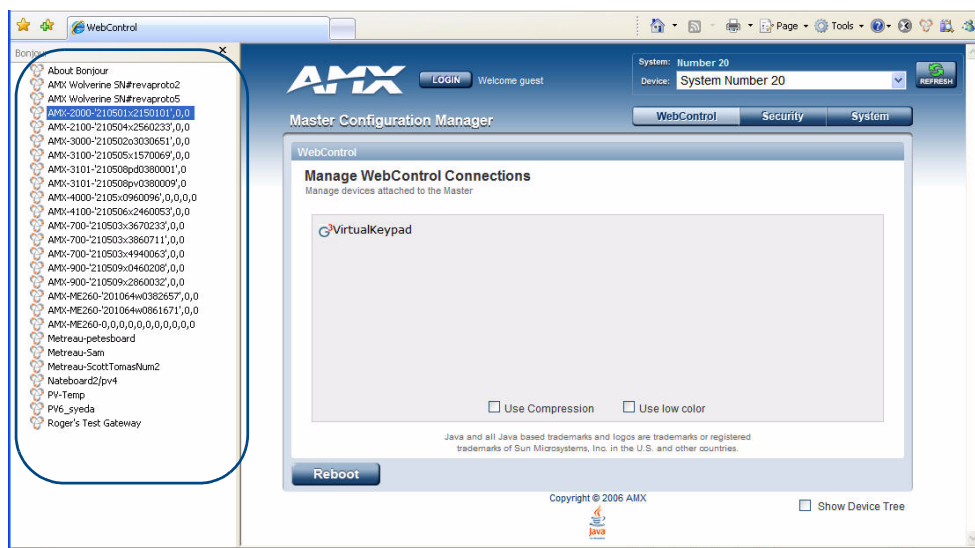 WebControl
Page
Tools
Bonjour
About Bonjour
AMX Wolverine SN#revaproto2
AMX Wolverine SN#revaproto5
AMX-2000-'210501x2150101',0,0
AMX-2100-'210504x2560233',0,0
AMX-3000-'210502o3030651',0,0
AMX-3100-'210505x1570069',0,0
AMX-3101-'210508pd0380001',0
AMX-3101-'210508pv0380009',0
AMX-4000-'2105x0960096',0,0,0,0
AMX-4100-'210506x2460053',0,0
AMX-700-'210503x3670233',0,0
AMX-700-'210503x3860711',0,0
AMX-700-'210503x4940063',0,0
AMX-900-'210509x0460208',0,0
AMX-900-'210509x2860032',0,0
AMX-ME260-'201064w0382657',0,0
AMX-ME260-'201064w0861671',0,0
AMX-ME260-0,0,0,0,0,0,0,0,0,0
Metreau-petesboard
Metreau-Sam
Metreau-ScottTomasNum2
Nateboard2/pv4
PV-Temp
PV6_syeda
Roger's Test Gateway
AMX
LOGIN
Welcome guest
System: Number 20
Device: System Number 20
REFRESH
Master Configuration Manager
WebControl
Security
System
WebControl
Manage WebControl Connections
Manage devices attached to the Master
G3VirtualKeypad
Use Compression
Use low color
Java and all Java based trademarks and logos are trademarks or registered
trademarks of Sun Microsystems, Inc. in the U.S. and other countries.
Reboot
Copyright © 2006 AMX
Java
Show Device Tree